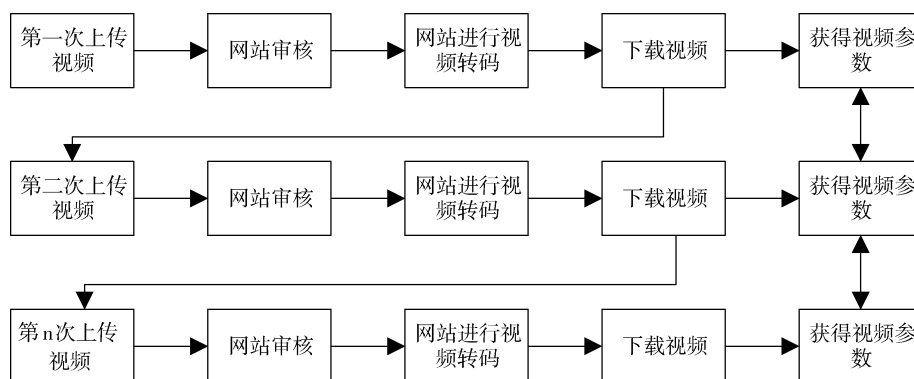 第一次上传
视频
网站审核
网站进行视
频转码
下载视频
获得视频参
数
第二次上传
视频
网站审核
网站进行视
频转码
下载视频
获得视频参
数
第n次上传
视频
网站审核
网站进行视
频转码
下载视频
获得视频参
数